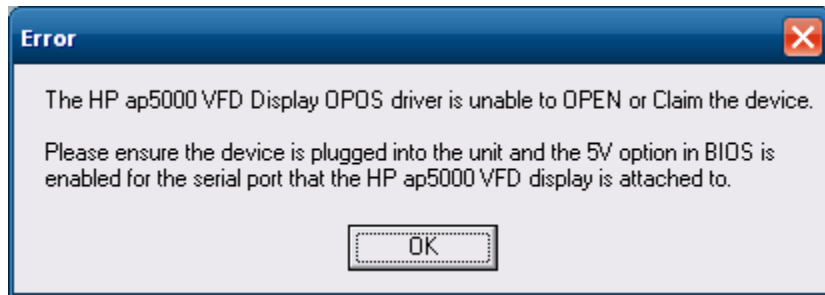 Error
The HP ap5000 VFD Display OPOS driver is unable to OPEN or Claim the device.
Please ensure the device is plugged into the unit and the 5V option in BIOS is
enabled for the serial port that the HP ap5000 VFD display is attached to.
OK